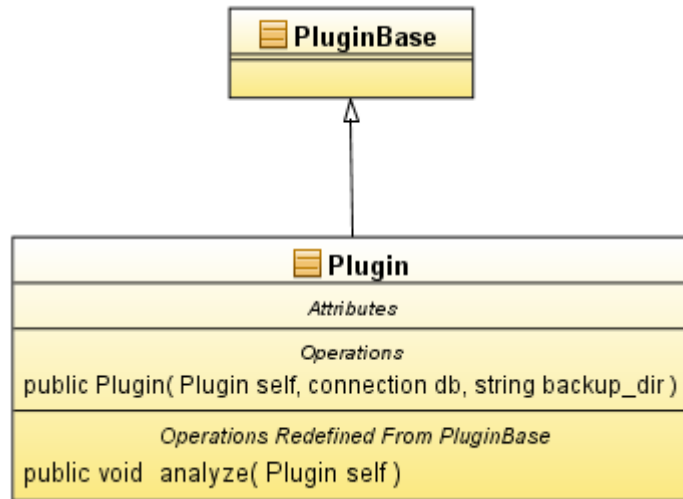 PluginBase
Plugin
Attributes
Operations
public Plugin( Plugin self, connection db, string backup_dir )
Operations Redefined From PluginBase
public void analyze( Plugin self )